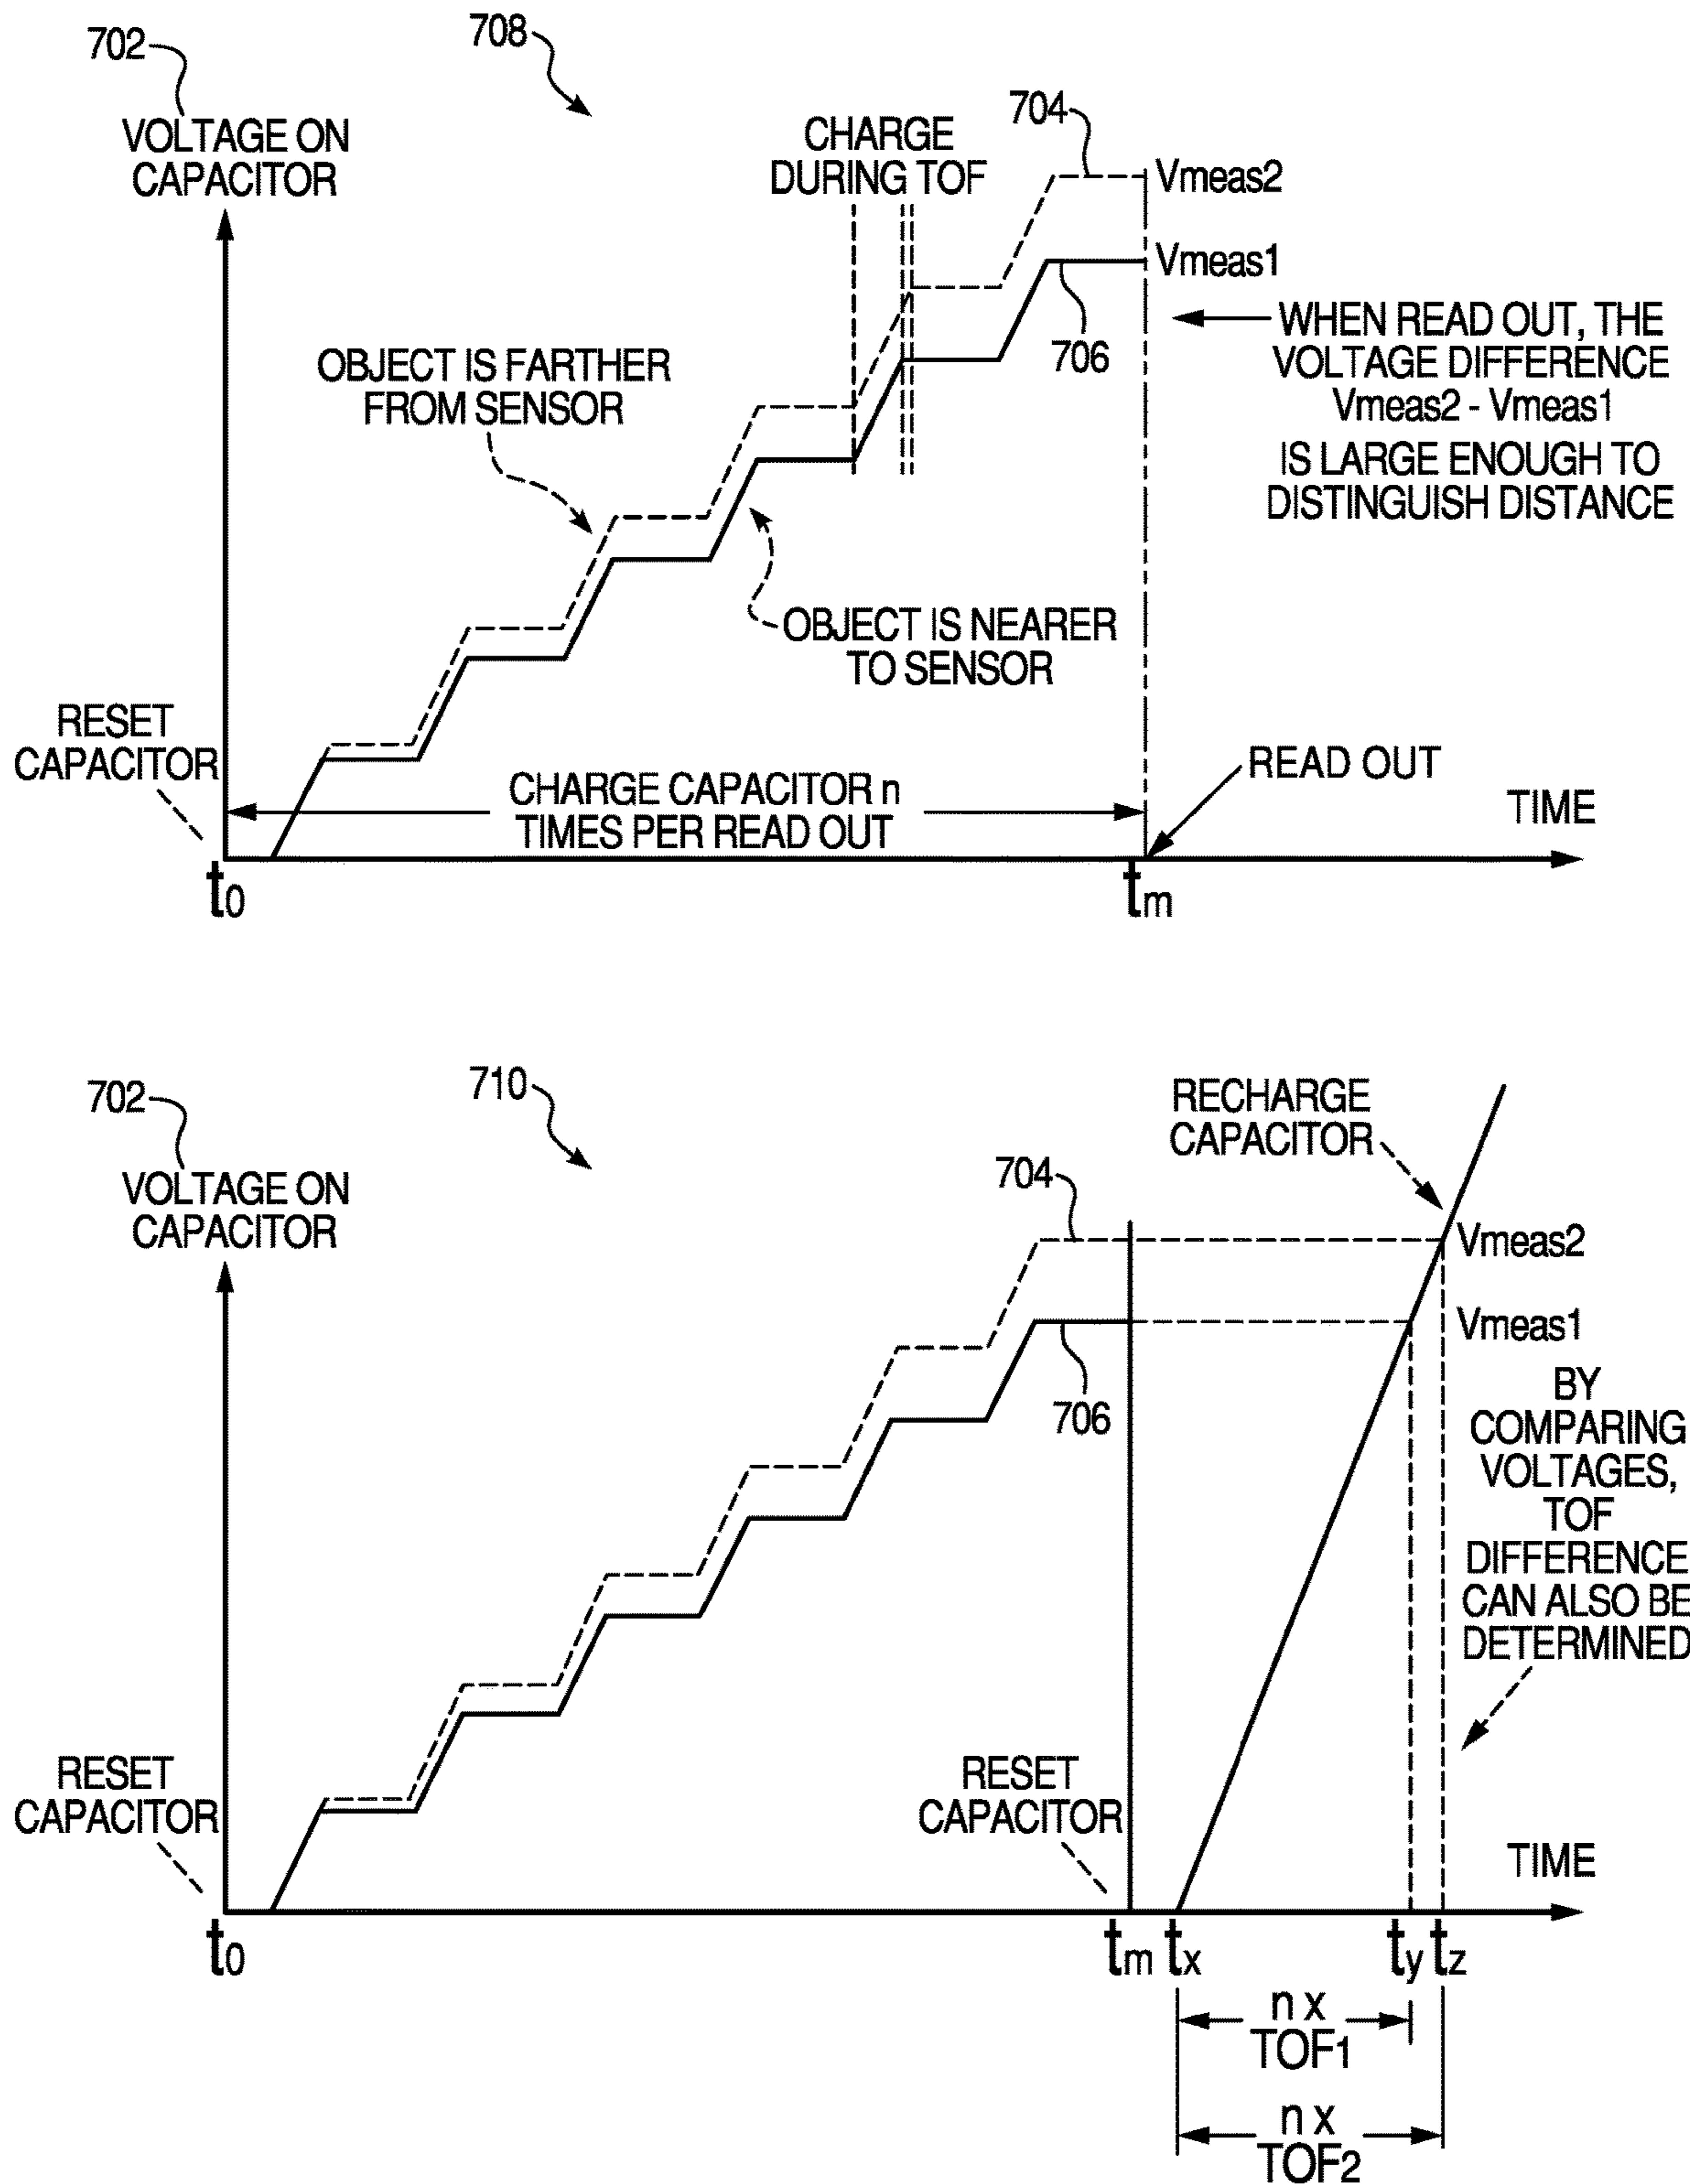 702
708
VOLTAGE ON
CAPACITOR
CHARGE
DURING TOF
704
Vmeas2
Vmeas1
706
WHEN READ OUT, THE
VOLTAGE DIFFERENCE
Vmeas2 - Vmeas1
IS LARGE ENOUGH TO
DISTINGUISH DISTANCE
OBJECT IS FARTHER
FROM SENSOR
OBJECT IS NEARER
TO SENSOR
RESET
CAPACITOR
CHARGE CAPACITOR n
TIMES PER READ OUT
READ OUT
TIME
t0
tm
702
710
VOLTAGE ON
CAPACITOR
RECHARGE
CAPACITOR
704
Vmeas2
Vmeas1
706
BY
COMPARING
VOLTAGES,
TOF
DIFFERENCE
CAN ALSO BE
DETERMINED
RESET
CAPACITOR
RESET
CAPACITOR
TIME
t0
tm
tx
ty
tz
n x
TOF1
n x
TOF2